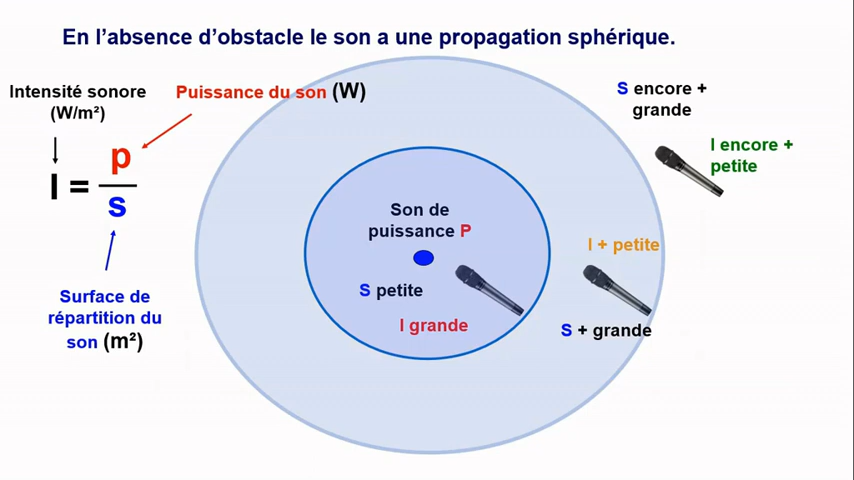 En l’absence d’obstacle le son a une propagation sphérique.
Intensité sonore
(W/m²)
Puissance du son (W)
I = p
s
Surface de
répartition du
son (m²)
Son de
puissance P
S petite
I grande
I + petite
S + grande
S encore +
grande
I encore +
petite